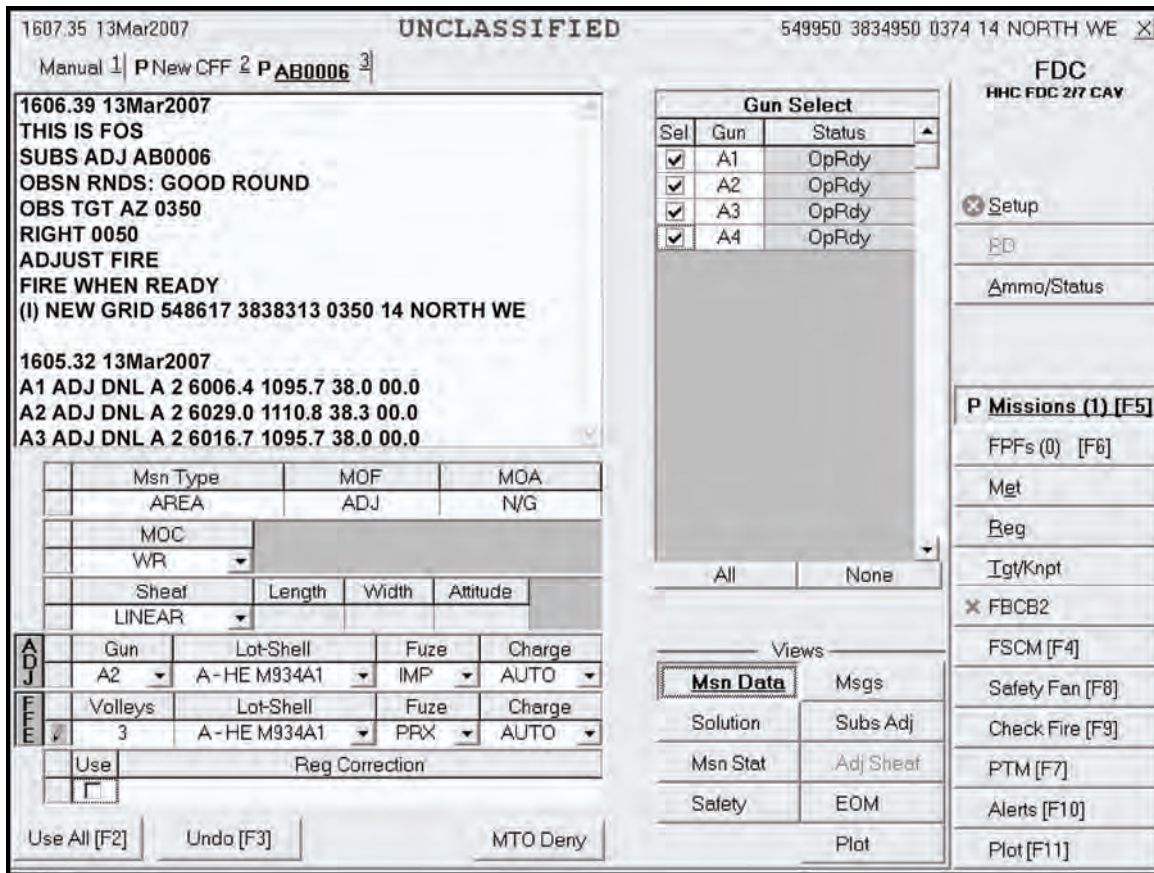 1607.35 13Mar2007 UNCLASSIFIED 549950 3834950 0374 14 NORTH WE X
Manual 1 P New CFF 2 P AB0006 3
1606.39 13Mar2007
THIS IS FOS
SUBS ADJ AB0006
OBSN RNDS: GOOD ROUND
OBS TGT AZ 0350
RIGHT 0050
ADJUST FIRE
FIRE WHEN READY
(I) NEW GRID 548617 3838313 0350 14 NORTH WE
1605.32 13Mar2007
A1 ADJ DNL A 2 6006.4 1095.7 38.0 00.0
A2 ADJ DNL A 2 6029.0 1110.8 38.3 00.0
A3 ADJ DNL A 2 6016.7 1095.7 38.0 00.0
Msn Type MOF MOA
AREA ADJ N/G
MOC
WR
Sheaf Length Width Attitude
LINEAR
ADJ
Gun Lot-Shell Fuze Charge
A2 A-HE M934A1 IMP AUTO
FFE
Volleys Lot-Shell Fuze Charge
3 A-HE M934A1 PRX AUTO
Use Reg Correction
Use All [F2] Undo [F3] MTO Deny
Gun Select
Sel Gun Status
A1 OpRdy
A2 OpRdy
A3 OpRdy
A4 OpRdy
All None
Views
Msn Data Msgs
Solution Subs Adj
Msn Stat Adj Sheaf
Safety EOM
Plot
FDC
HHC FDC 2/7 CAV
Setup
Ammo/Status
P Missions (1) [F5]
FPFs (0) [F6]
Met
Reg
Tgt/Knpt
FBCB2
FSCM [F4]
Safety Fan [F8]
Check Fire [F9]
PTM [F7]
Alerts [F10]
Plot [F11]